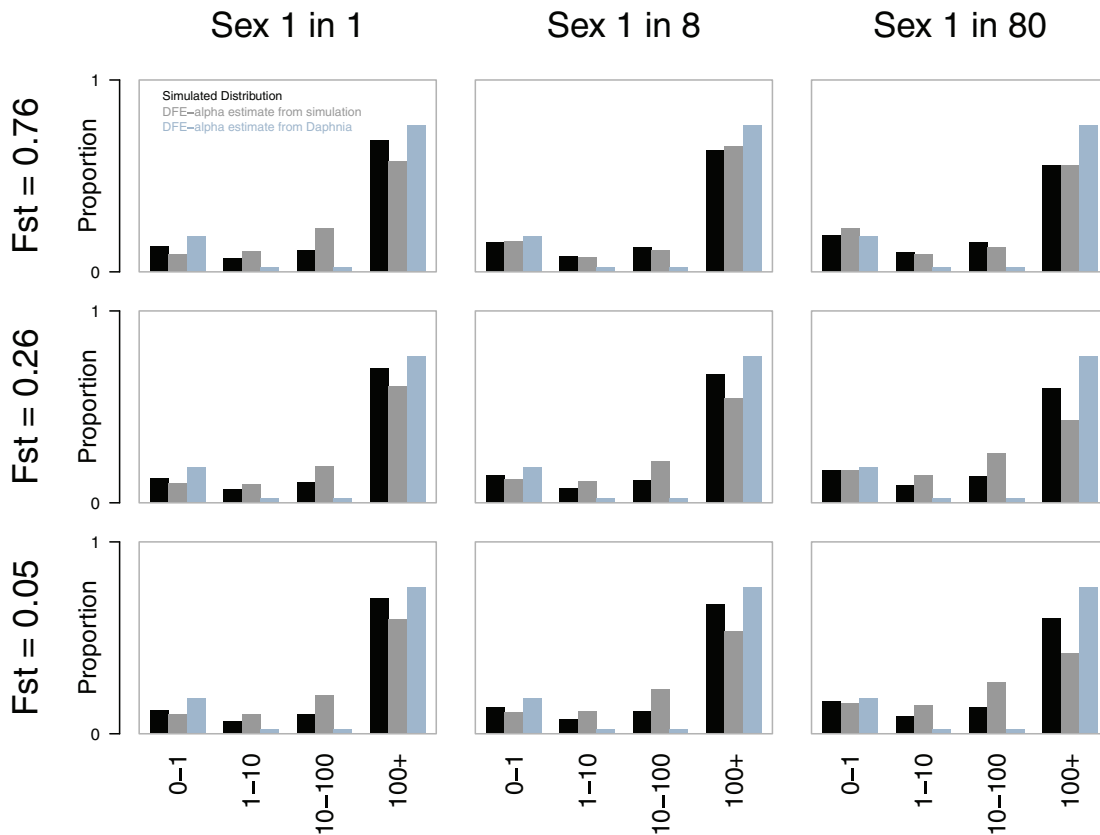 Sex 1 in 1
Sex 1 in 8
Sex 1 in 80
Fst = 0.76
Proportion
1
0
Simulated Distribution
DFE−alpha estimate from simulation
DFE−alpha estimate from Daphnia
Fst = 0.26
Proportion
1
0
Fst = 0.05
Proportion
1
0
0−1
1−10
10−100
100+
0−1
1−10
10−100
100+
0−1
1−10
10−100
100+